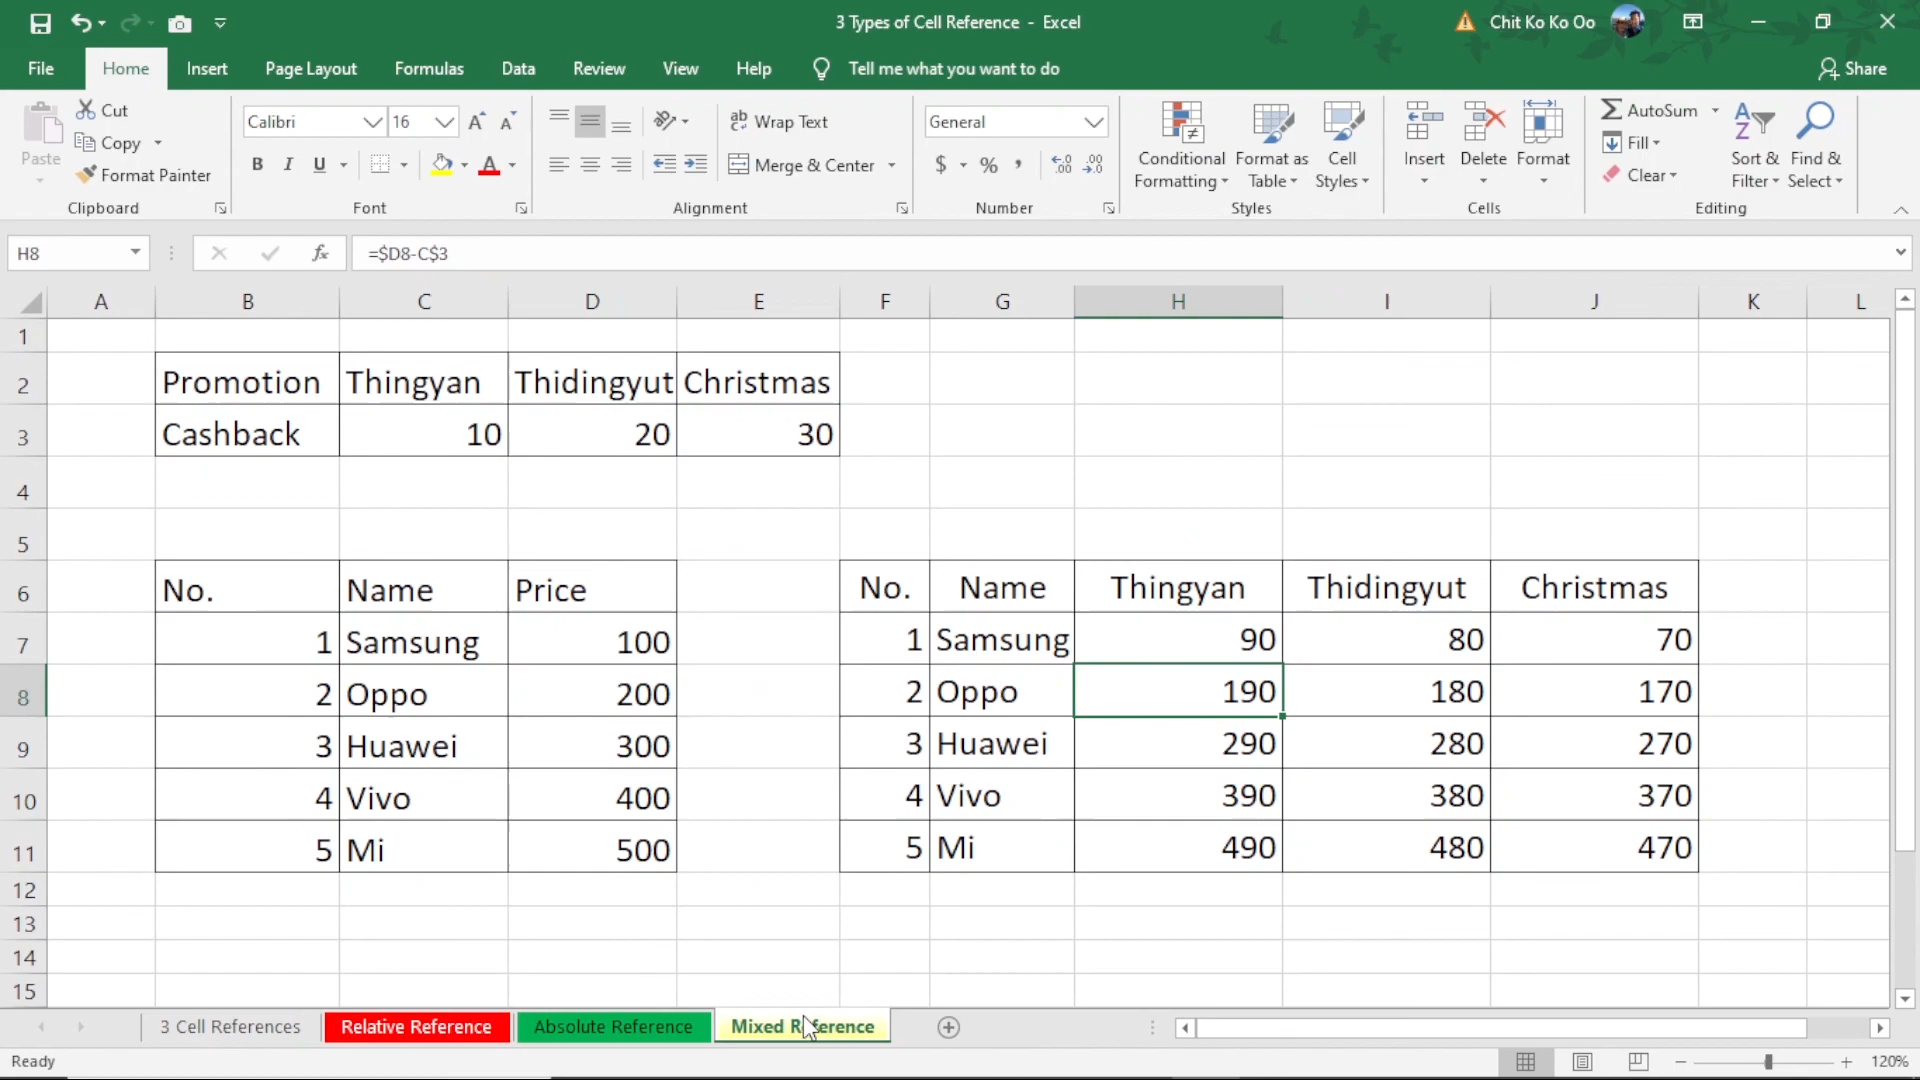 3 Types of Cell Reference - Excel
Chit Ko Ko Oo
File Home Insert Page Layout Formulas Data Review View Help Tell me what you want to do Share
Paste Cut Copy Format Painter Clipboard
Calibri 16 B I U A Font
ab Wrap Text Merge & Center Alignment
General $ % , Number
Conditional Formatting Format as Table Cell Styles Styles
Insert Delete Format Cells
AutoSum Fill Clear Sort & Filter Find & Select Editing
H8 fx =$D8-C$3
A B C D E F G H I J K L
1
2 Promotion Thingyan Thidingyut Christmas
3 Cashback 10 20 30
4
5
6 No. Name Price No. Name Thingyan Thidingyut Christmas
7 1 Samsung 100 1 Samsung 90 80 70
8 2 Oppo 200 2 Oppo 190 180 170
9 3 Huawei 300 3 Huawei 290 280 270
10 4 Vivo 400 4 Vivo 390 380 370
11 5 Mi 500 5 Mi 490 480 470
12
13
14
15
3 Cell References Relative Reference Absolute Reference Mixed Reference
Ready 120%